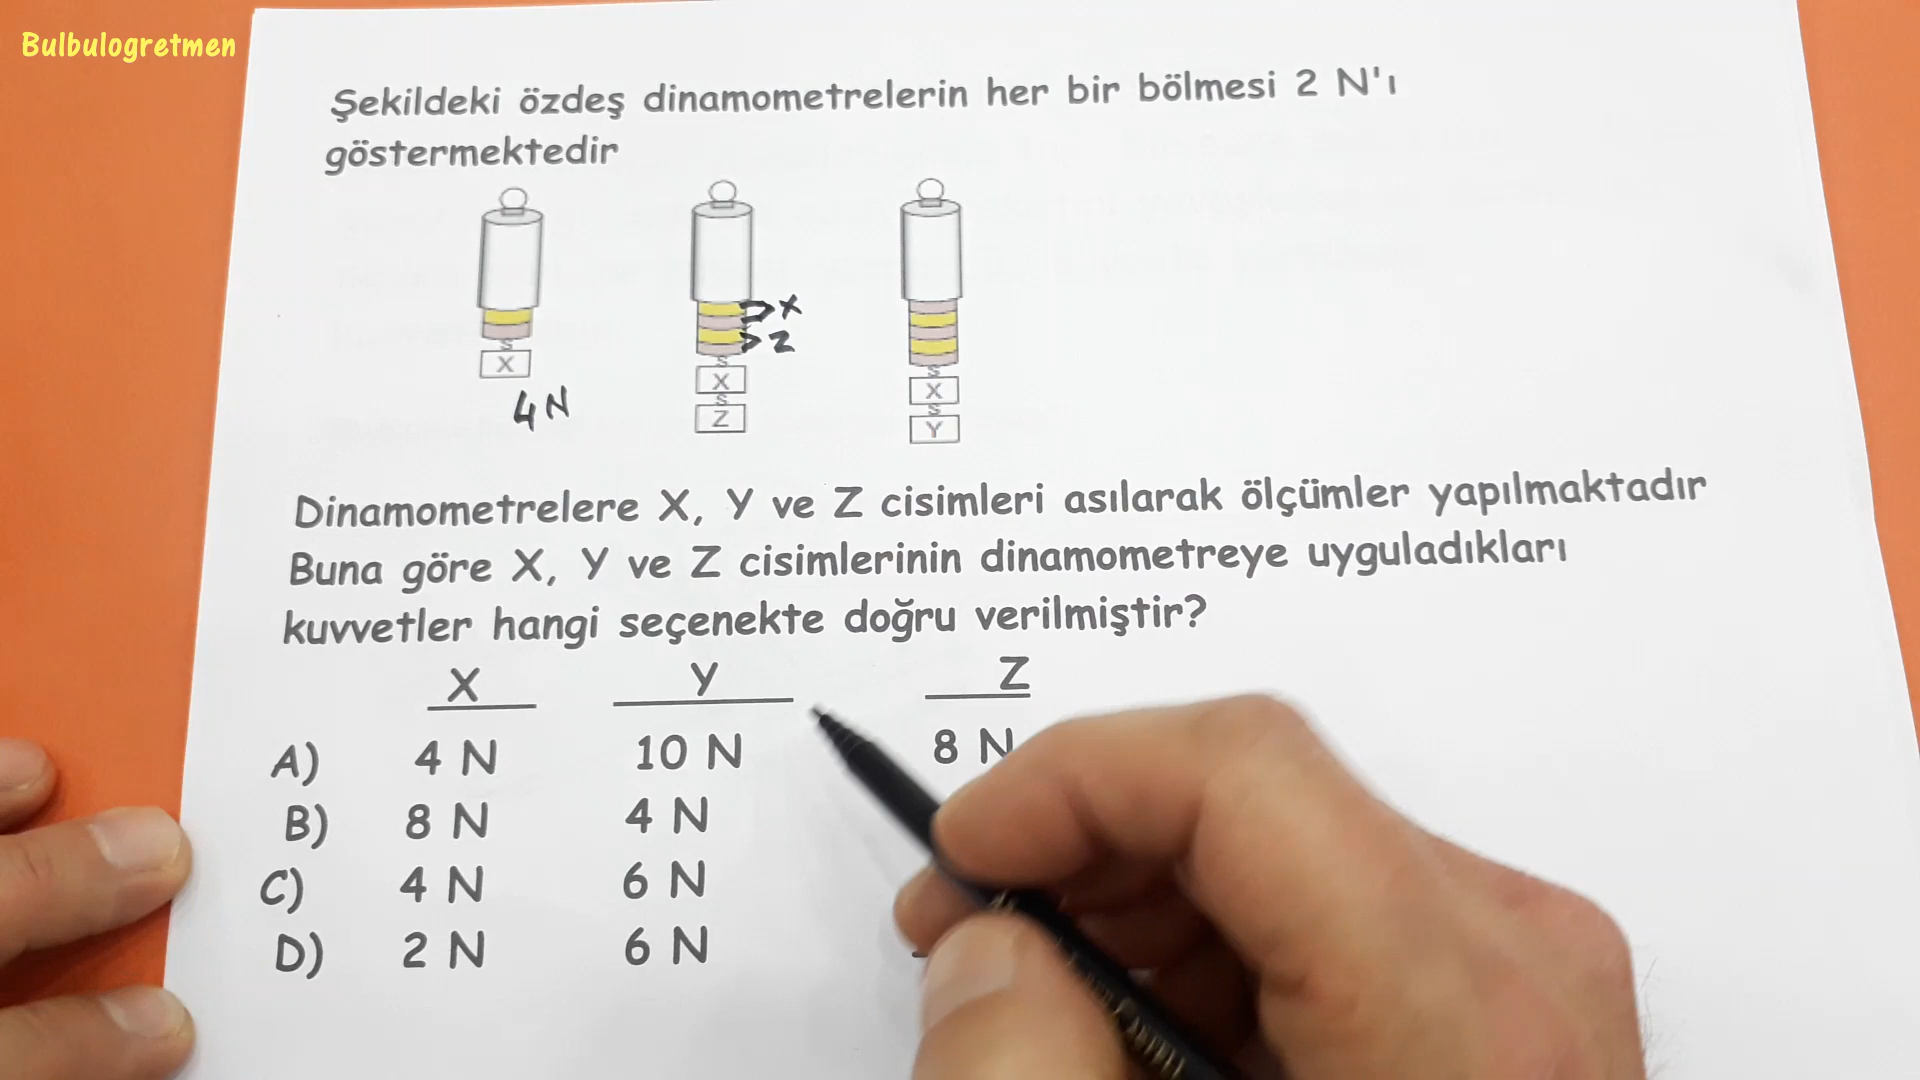 Bulbulogretmen
Şekildeki özdeş dinamometrelerin her bir bölmesi 2 N'ı
göstermektedir
X
4N
X
Z
X
Z
X
Y
Dinamometrelere X, Y ve Z cisimleri asılarak ölçümler yapılmaktadır
Buna göre X, Y ve Z cisimlerinin dinamometreye uyguladıkları
kuvvetler hangi seçenekte doğru verilmiştir?
X Y Z
A) 4 N 10 N 8 N
B) 8 N 4 N
C) 4 N 6 N
D) 2 N 6 N